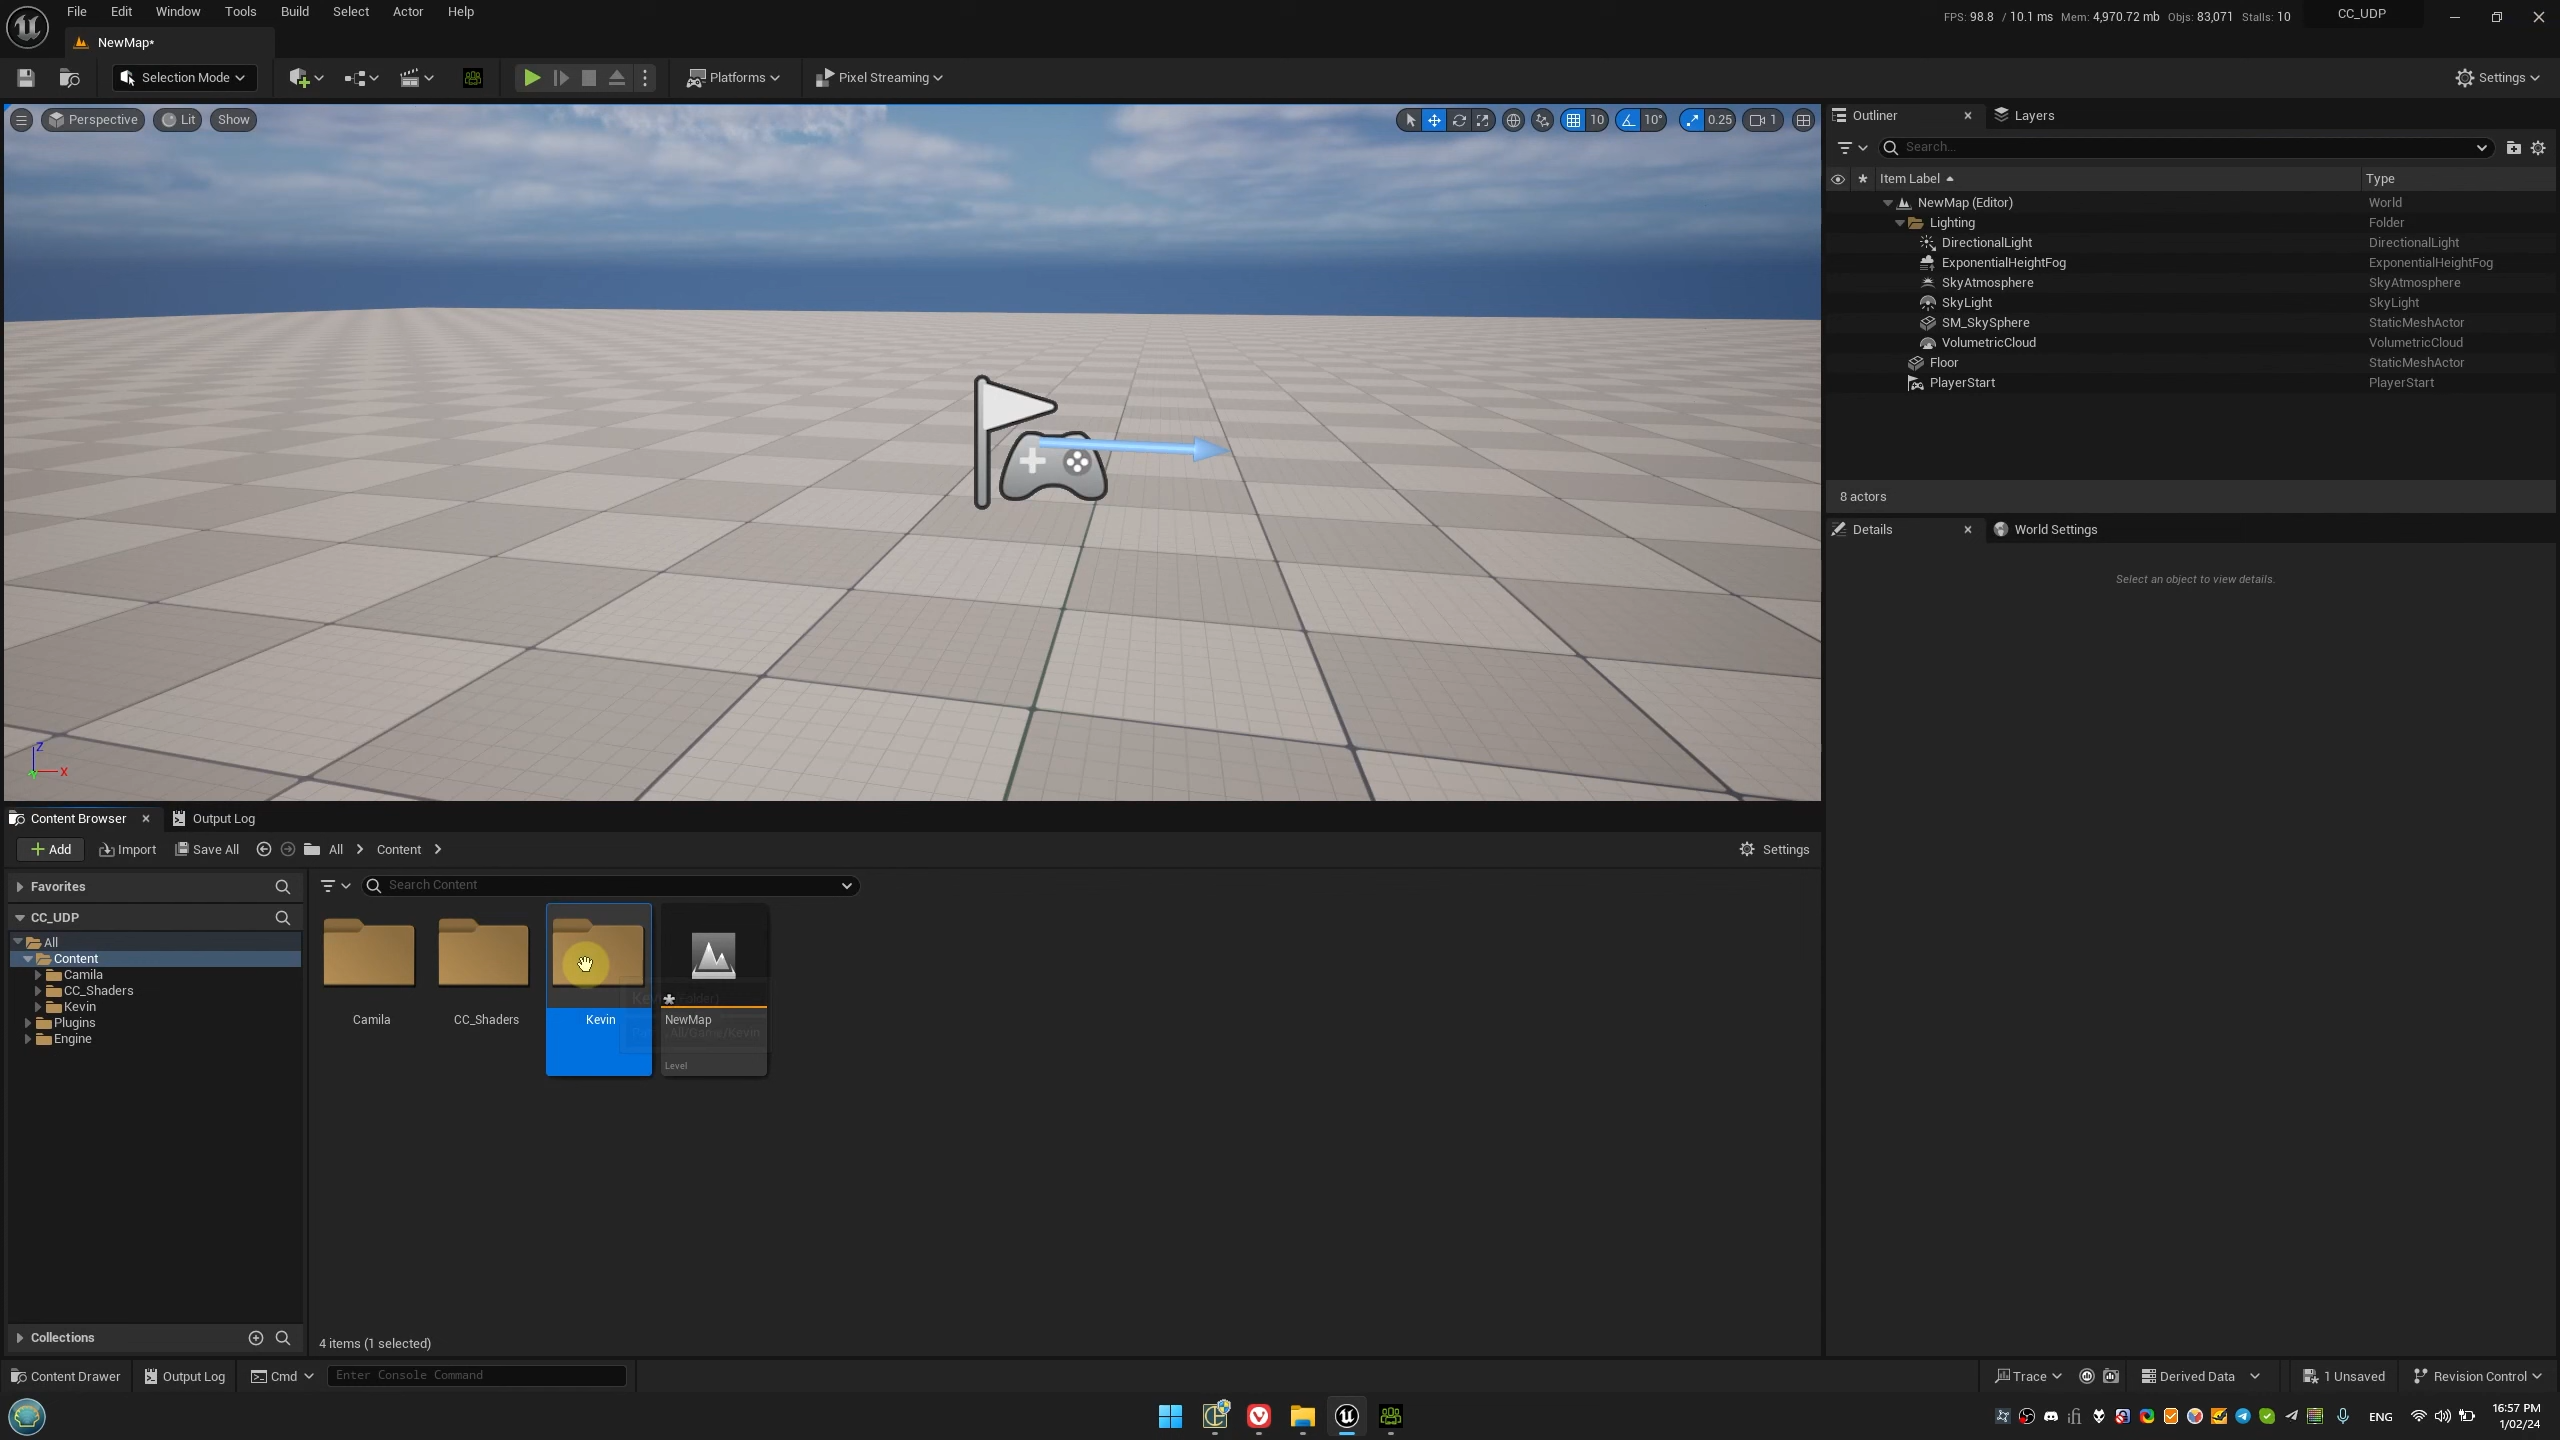 File Edit Window Tools Build Select Actor Help
FPS: 98.8 / 10.1 ms Mem: 4,970.72 mb Objs: 83,071 Stalls: 10
CC_UDP
NewMap*
Selection Mode
Platforms
Pixel Streaming
Settings
Perspective
Lit
Show
10
10°
0.25
1
Outliner
Layers
Search...
Item Label
Type
NewMap (Editor)
World
Lighting
Folder
DirectionalLight
DirectionalLight
ExponentialHeightFog
ExponentialHeightFog
SkyAtmosphere
SkyAtmosphere
SkyLight
SkyLight
SM_SkySphere
StaticMeshActor
VolumetricCloud
VolumetricCloud
Floor
StaticMeshActor
PlayerStart
PlayerStart
8 actors
Details
World Settings
Select an object to view details.
Z
X
Content Browser
Output Log
Add
Import
Save All
All
Content
Settings
Favorites
Search Content
CC_UDP
All
Content
Camila
CC_Shaders
Kevin
Plugins
Engine
Camila
CC_Shaders
Kevin
NewMap
/All/Game/Kevin
Level
Collections
4 items (1 selected)
Content Drawer
Output Log
Cmd
Enter Console Command
Trace
Derived Data
1 Unsaved
Revision Control
ENG
16:57 PM
1/02/24